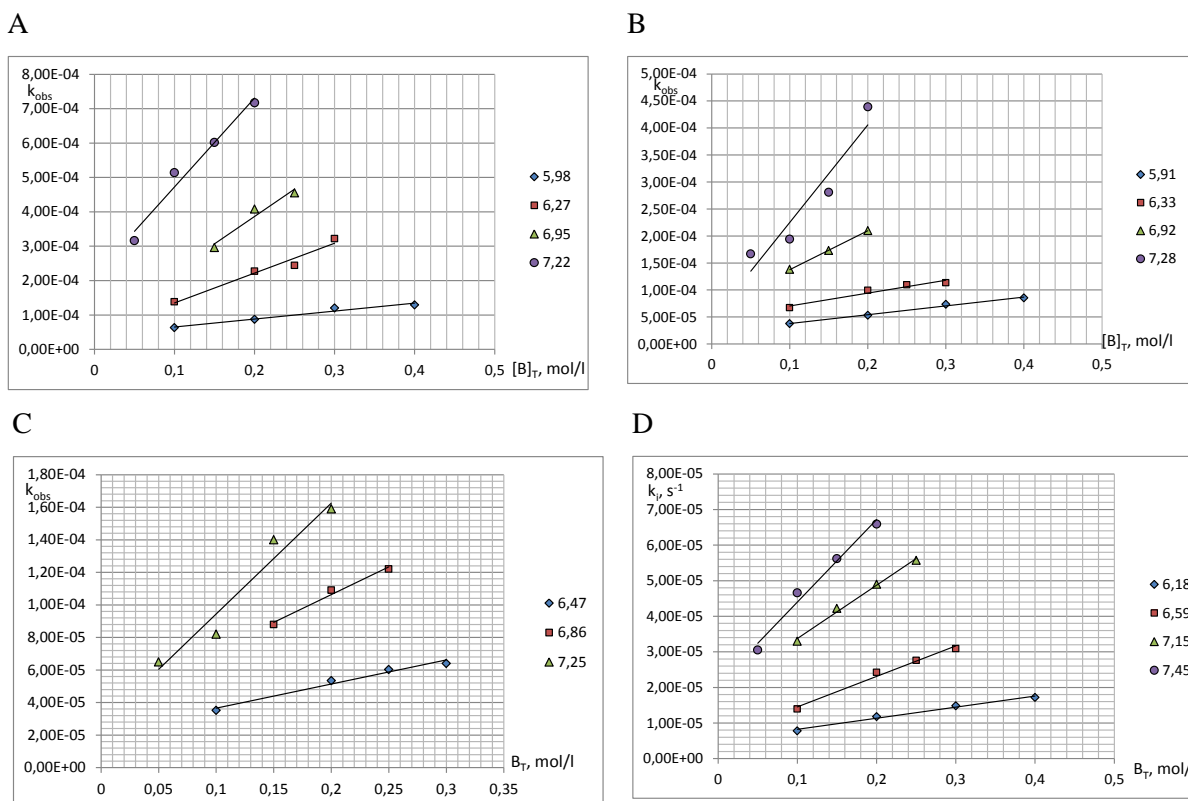 A
8,00E-04
k_obs
7,00E-04
6,00E-04
5,00E-04
4,00E-04
3,00E-04
2,00E-04
1,00E-04
0,00E+00
0
0,1
0,2
0,3
0,4
0,5
[B]_T, mol/l
5,98
6,27
6,95
7,22
B
5,00E-04
k_obs
4,50E-04
4,00E-04
3,50E-04
3,00E-04
2,50E-04
2,00E-04
1,50E-04
1,00E-04
5,00E-05
0,00E+00
0
0,1
0,2
0,3
0,4
0,5
[B]_T, mol/l
5,91
6,33
6,92
7,28
C
1,80E-04
k_obs
1,60E-04
1,40E-04
1,20E-04
1,00E-04
8,00E-05
6,00E-05
4,00E-05
2,00E-05
0,00E+00
0
0,05
0,1
0,15
0,2
0,25
0,3
0,35
B_T, mol/l
6,47
6,86
7,25
D
8,00E-05
k_i, s⁻¹
7,00E-05
6,00E-05
5,00E-05
4,00E-05
3,00E-05
2,00E-05
1,00E-05
0,00E+00
0
0,1
0,2
0,3
0,4
0,5
B_T, mol/l
6,18
6,59
7,15
7,45